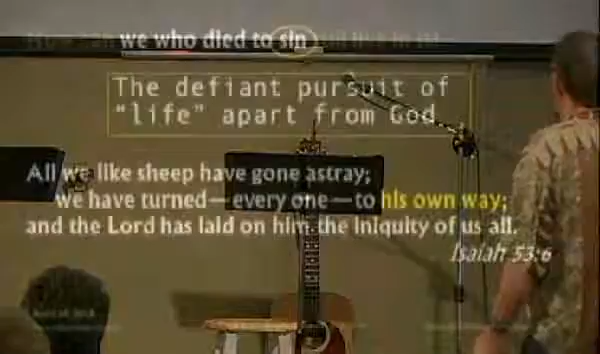 we who died to sin
The defiant pursuit of
“life” apart from God
All we like sheep have gone astray;
we have turned—every one—to his own way;
and the Lord has laid on him the iniquity of us all.
Isaiah 53:6